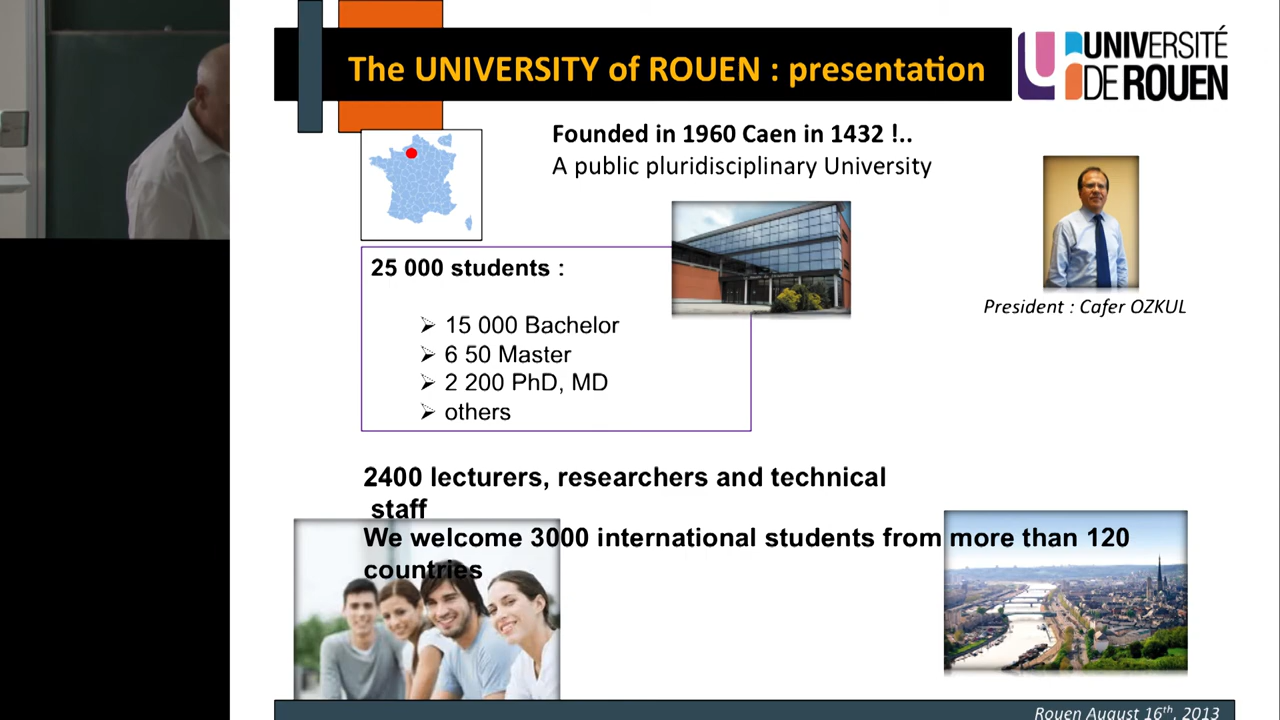 The UNIVERSITY of ROUEN : presentation
UNIVERSITÉ
DE ROUEN
Founded in 1960 Caen in 1432 !..
A public pluridisciplinary University
25 000 students :
15 000 Bachelor
6 50 Master
2 200 PhD, MD
others
President : Cafer OZKUL
2400 lecturers, researchers and technical
staff
We welcome 3000 international students from more than 120
countries
Rouen August 16th, 2013